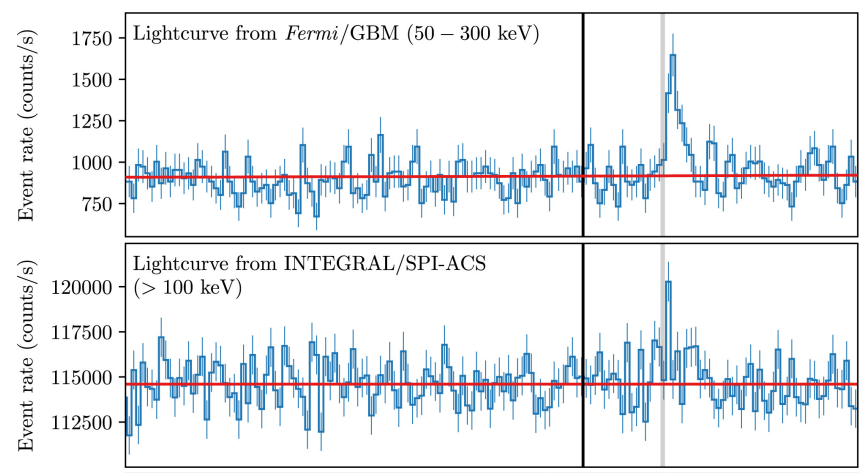 Lightcurve from Fermi/GBM (50 − 300 keV)
Event rate (counts/s)
1750
1500
1250
1000
750
Lightcurve from INTEGRAL/SPI-ACS
(> 100 keV)
Event rate (counts/s)
120000
117500
115000
112500